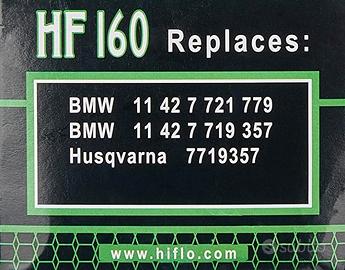 HF160 Replaces:
BMW 11 42 7 721 779
BMW 11 42 7 719 357
Husqvarna 7719357
www.hiflo.com
subito